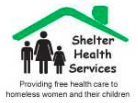 Shelter
Health
Services
Providing free health care to
homeless women and their children